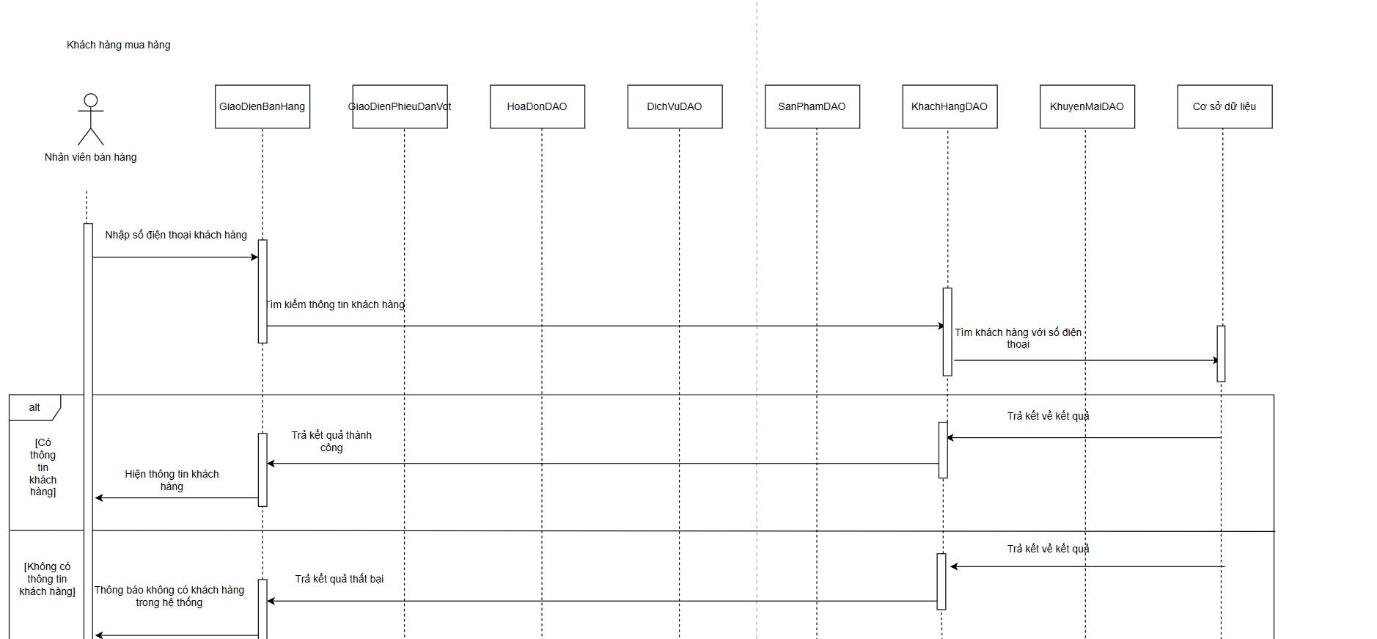 Khách hàng mua hàng
Nhân viên bán hàng
GiaoDienBanHang
GiaoDienPhieuDanVot
HoaDonDAO
DichVuDAO
SanPhamDAO
KhachHangDAO
KhuyenMaiDAO
Cơ sở dữ liệu
Nhập số điện thoại khách hàng
Tìm kiếm thông tin khách hàng
Tìm khách hàng với số điện
thoại
alt
[Có
thông
tin
khách
hàng]
Trả kết về kết quả
Trả kết quả thành
công
Hiện thông tin khách
hàng
[Không có
thông tin
khách hàng]
Trả kết về kết quả
Trả kết quả thất bại
Thông báo không có khách hàng
trong hệ thống